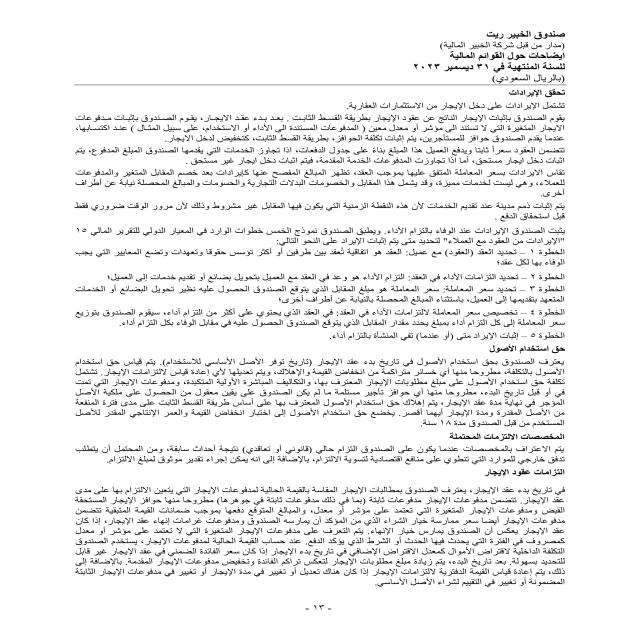 صندوق الخبير ريت
(مدار من قبل شركة الخبير المالية)
ايضاحات حول القوائم المالية
للسنة المنتهية في ٣١ ديسمبر ٢٠٢٣
(بالريال السعودي)
تحقق الإيرادات
تشتمل الإيرادات على دخل الإيجار من الاستثمارات العقارية.
يقوم الصندوق بإثبات الإيجار الناتج عن عقود الإيجار بطريقة القسط الثابت . بعد بدء عقد الايجار، يقوم الصندوق بإثبات مدفوعات
الإيجار المتغيرة التي لا تستند الى مؤشر أو معدل معين ( المدفوعات المستندة الى الأداء أو الاستخدام، على سبيل المثال ) عند اكتسابها،
عندما يقدم الصندوق حوافز للمستأجرين، يتم إثبات تكلفة الحوافز، بطريقة القسط الثابت، كتخفيض لدخل الايجار.
تتضمن العقود سعراً ثابتا ويدفع العميل هذا المبلغ بناءً على جدول الدفعات، اذا تجاوز الخدمات التي يقدمها الصندوق المبلغ المدفوع، يتم
اثبات دخل ايجار مستحق، أما اذا تجاوزت المدفوعات الخدمة المقدمة، فيتم اثبات دخل ايجار غير مستحق .
تقاس الايرادات بسعر المعاملة المتفق عليها بموجب العقد، تظهر المبالغ المفصح عنها كإيرادات بعد خصم المقابل المتغير والمدفوعات
للعملاء، وهي ليست لخدمات مميزة، وقد يشمل هذا المقابل والخصومات البدلات التجارية والحسومات والمبالغ المحصلة نيابة عن أطراف
أخرى.
يتم إثبات ذمم مدينة عند تقديم الخدمات لأن هذه النقطة الزمنية التي يكون فيها المقابل غير مشروط وذلك لأن مرور الوقت ضروري فقط
قبل استحقاق الدفع .
يثبت الصندوق الإيرادات عند الوفاء بالتزام الأداء. ويطبق الصندوق نموذج الخمس خطوات الوارد في المعيار الدولي للتقرير المالي ١٥
"الإيرادات من العقود مع العملاء" لتحديد متى يتم إثبات الإيراد على النحو التالي:
الخطوة ١ – تحديد العقد (العقود) مع عميل: العقد هو اتفاقية تُعقد بين طرفين أو أكثر تؤسس حقوقا وتعهدات وتضع المعايير التي يجب
الوفاء بها لكل عقد؛
الخطوة ٢ – تحديد التزامات الأداء في العقد: التزام الأداء هو وعد في العقد مع العميل بتحويل بضائع أو تقديم خدمات إلى العميل؛
الخطوة ٣ – تحديد سعر المعاملة: سعر المعاملة هو مبلغ المقابل الذي يتوقع الصندوق الحصول عليه نظير تحويل البضائع أو الخدمات
المتعهد بتقديمها إلى العميل، باستثناء المبالغ المحصلة بالنيابة عن أطراف أخرى؛
الخطوة ٤ – تخصيص سعر المعاملة لالتزامات الأداء في العقد: في العقد الذي يحتوي على أكثر من التزام أداء، سيقوم الصندوق بتوزيع
سعر المعاملة إلى كل التزام أداء بمبلغ يحدد مقدار المقابل الذي يتوقع الصندوق الحصول عليه في مقابل الوفاء بكل التزام أداء.
الخطوة ٥ – إثبات الإيراد متى (أو عندما) تفي المنشأة بالتزام أداء.
حق استخدام الأصول
يعترف الصندوق بحق استخدام الأصول في تاريخ بدء عقد الإيجار (تاريخ توفر الأصل الأساسي للاستخدام). يتم قياس حق استخدام
الأصول بالتكلفة، مطروحا منها أي خسائر متراكمة من انخفاض القيمة والإهلاك، ويتم تعديلها لأي إعادة قياس لالتزامات الإيجار. تشتمل
تكلفة حق استخدام الأصول على مبلغ مطلوبات الإيجار المعترف بها، والتكاليف المباشرة الأولية المتكبدة، ومدفوعات الإيجار التي تمت
في أو قبل تاريخ البدء، مطروحا منها أي حوافز تأجير مستلمة ما لم يكن الصندوق على يقين معقول من الحصول على ملكية الأصل
المؤجر في نهاية مدة عقد الإيجار، يتم إهلاك حق استخدام الأصول المعترف بها على أساس طريقة القسط الثابت على مدى فترة المنفعة
من الأصل المقدرة ومدة الإيجار أيهما أقصر. يخضع حق استخدام الأصول إلى اختبار انخفاض القيمة والعمر الإنتاجي المقدر للأصل
المستخدم من قبل الصندوق مدة ١٨ سنة.
المخصصات الالتزمات المحتملة
يتم الاعتراف بالمخصصات عندما يكون على الصندوق التزام حالي (قانوني أو تعاقدي) نتيجة أحداث سابقة، ومن المحتمل أن يتطلب
تدفق خارجي للموارد التي تنطوي على منافع اقتصادية لتسوية الالتزام، بالإضافة إلى انه يمكن إجراء تقدير موثوق لمبلغ الالتزام.
التزامات عقود الإيجار
في تاريخ بدء عقد الإيجار، يعترف الصندوق بمطالبات الإيجار المقاسة بالقيمة الحالية لمدفوعات الإيجار التي يتعين الالتزام بها على مدى
عقد الإيجار. تتضمن مدفوعات الإيجار مدفوعات ثابتة (بما في ذلك مدفوعات ثابتة في جوهرها) مطروحا منها حوافز الإيجار المستحقة
القبض ومدفوعات الإيجار المتغيرة التي تعتمد على مؤشر أو معدل، والمبالغ المتوقع دفعها بموجب ضمانات القيمة المتبقية تتضمن
مدفوعات الإيجار أيضا سعر ممارسة خيار الشراء الذي من المؤكد أن يمارسه الصندوق ومدفوعات غرامات إنهاء عقد الإيجار، إذا كان
عقد الإيجار يعكس أن الصندوق يمارس خيار الإنهاء. يتم الاعتراف بمدفوعات الإيجار المتغيرة التي لا تعتمد على مؤشر أو معدل
كمصروف في الفترة التي يحدث فيها الحدث أو الشرط الذي يؤكد الدفع. عند حساب القيمة الحالية لمدفوعات الإيجار، يستخدم الصندوق
التكلفة الداخلية لاقتراض الأموال كمعدل الاقتراض الإضافي في تاريخ بدء الإيجار إذا كان سعر الفائدة الضمني في عقد الإيجار غير قابل
للتحديد بسهولة. بعد تاريخ البدء، يتم زيادة مبلغ مطلوبات الإيجار لتعكس تراكم الفائدة وتخفيض مدفوعات الإيجار المقدمة. بالإضافة إلى
ذلك، يتم إعادة قياس القيمة الدفترية لالتزامات الإيجار إذا كان هناك تعديل أو تغيير في مدة الإيجار أو تغيير في مدفوعات الإيجار الثابتة
المضمونة أو تغيير في التقييم لشراء الأصل الأساسي.
- ١٣ -